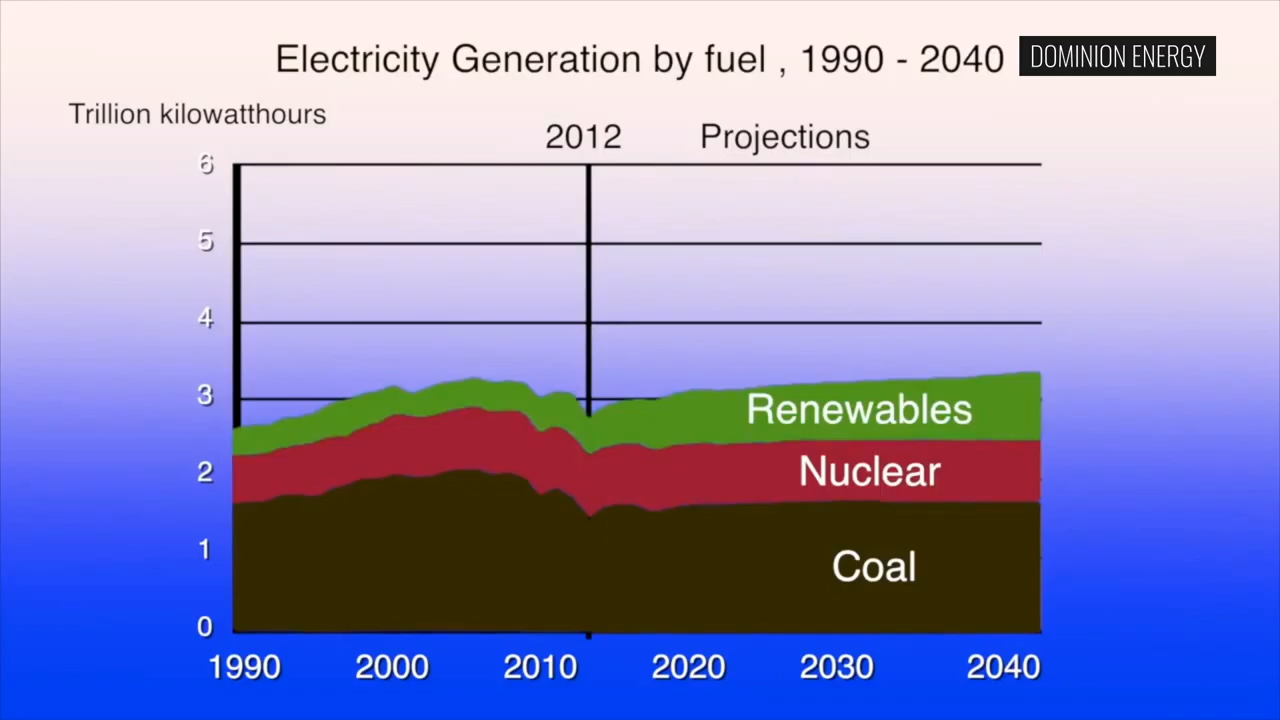 Electricity Generation by fuel , 1990 - 2040
DOMINION ENERGY
Trillion kilowatthours
2012 Projections
6
5
4
3
2
1
0
Renewables
Nuclear
Coal
1990 2000 2010 2020 2030 2040